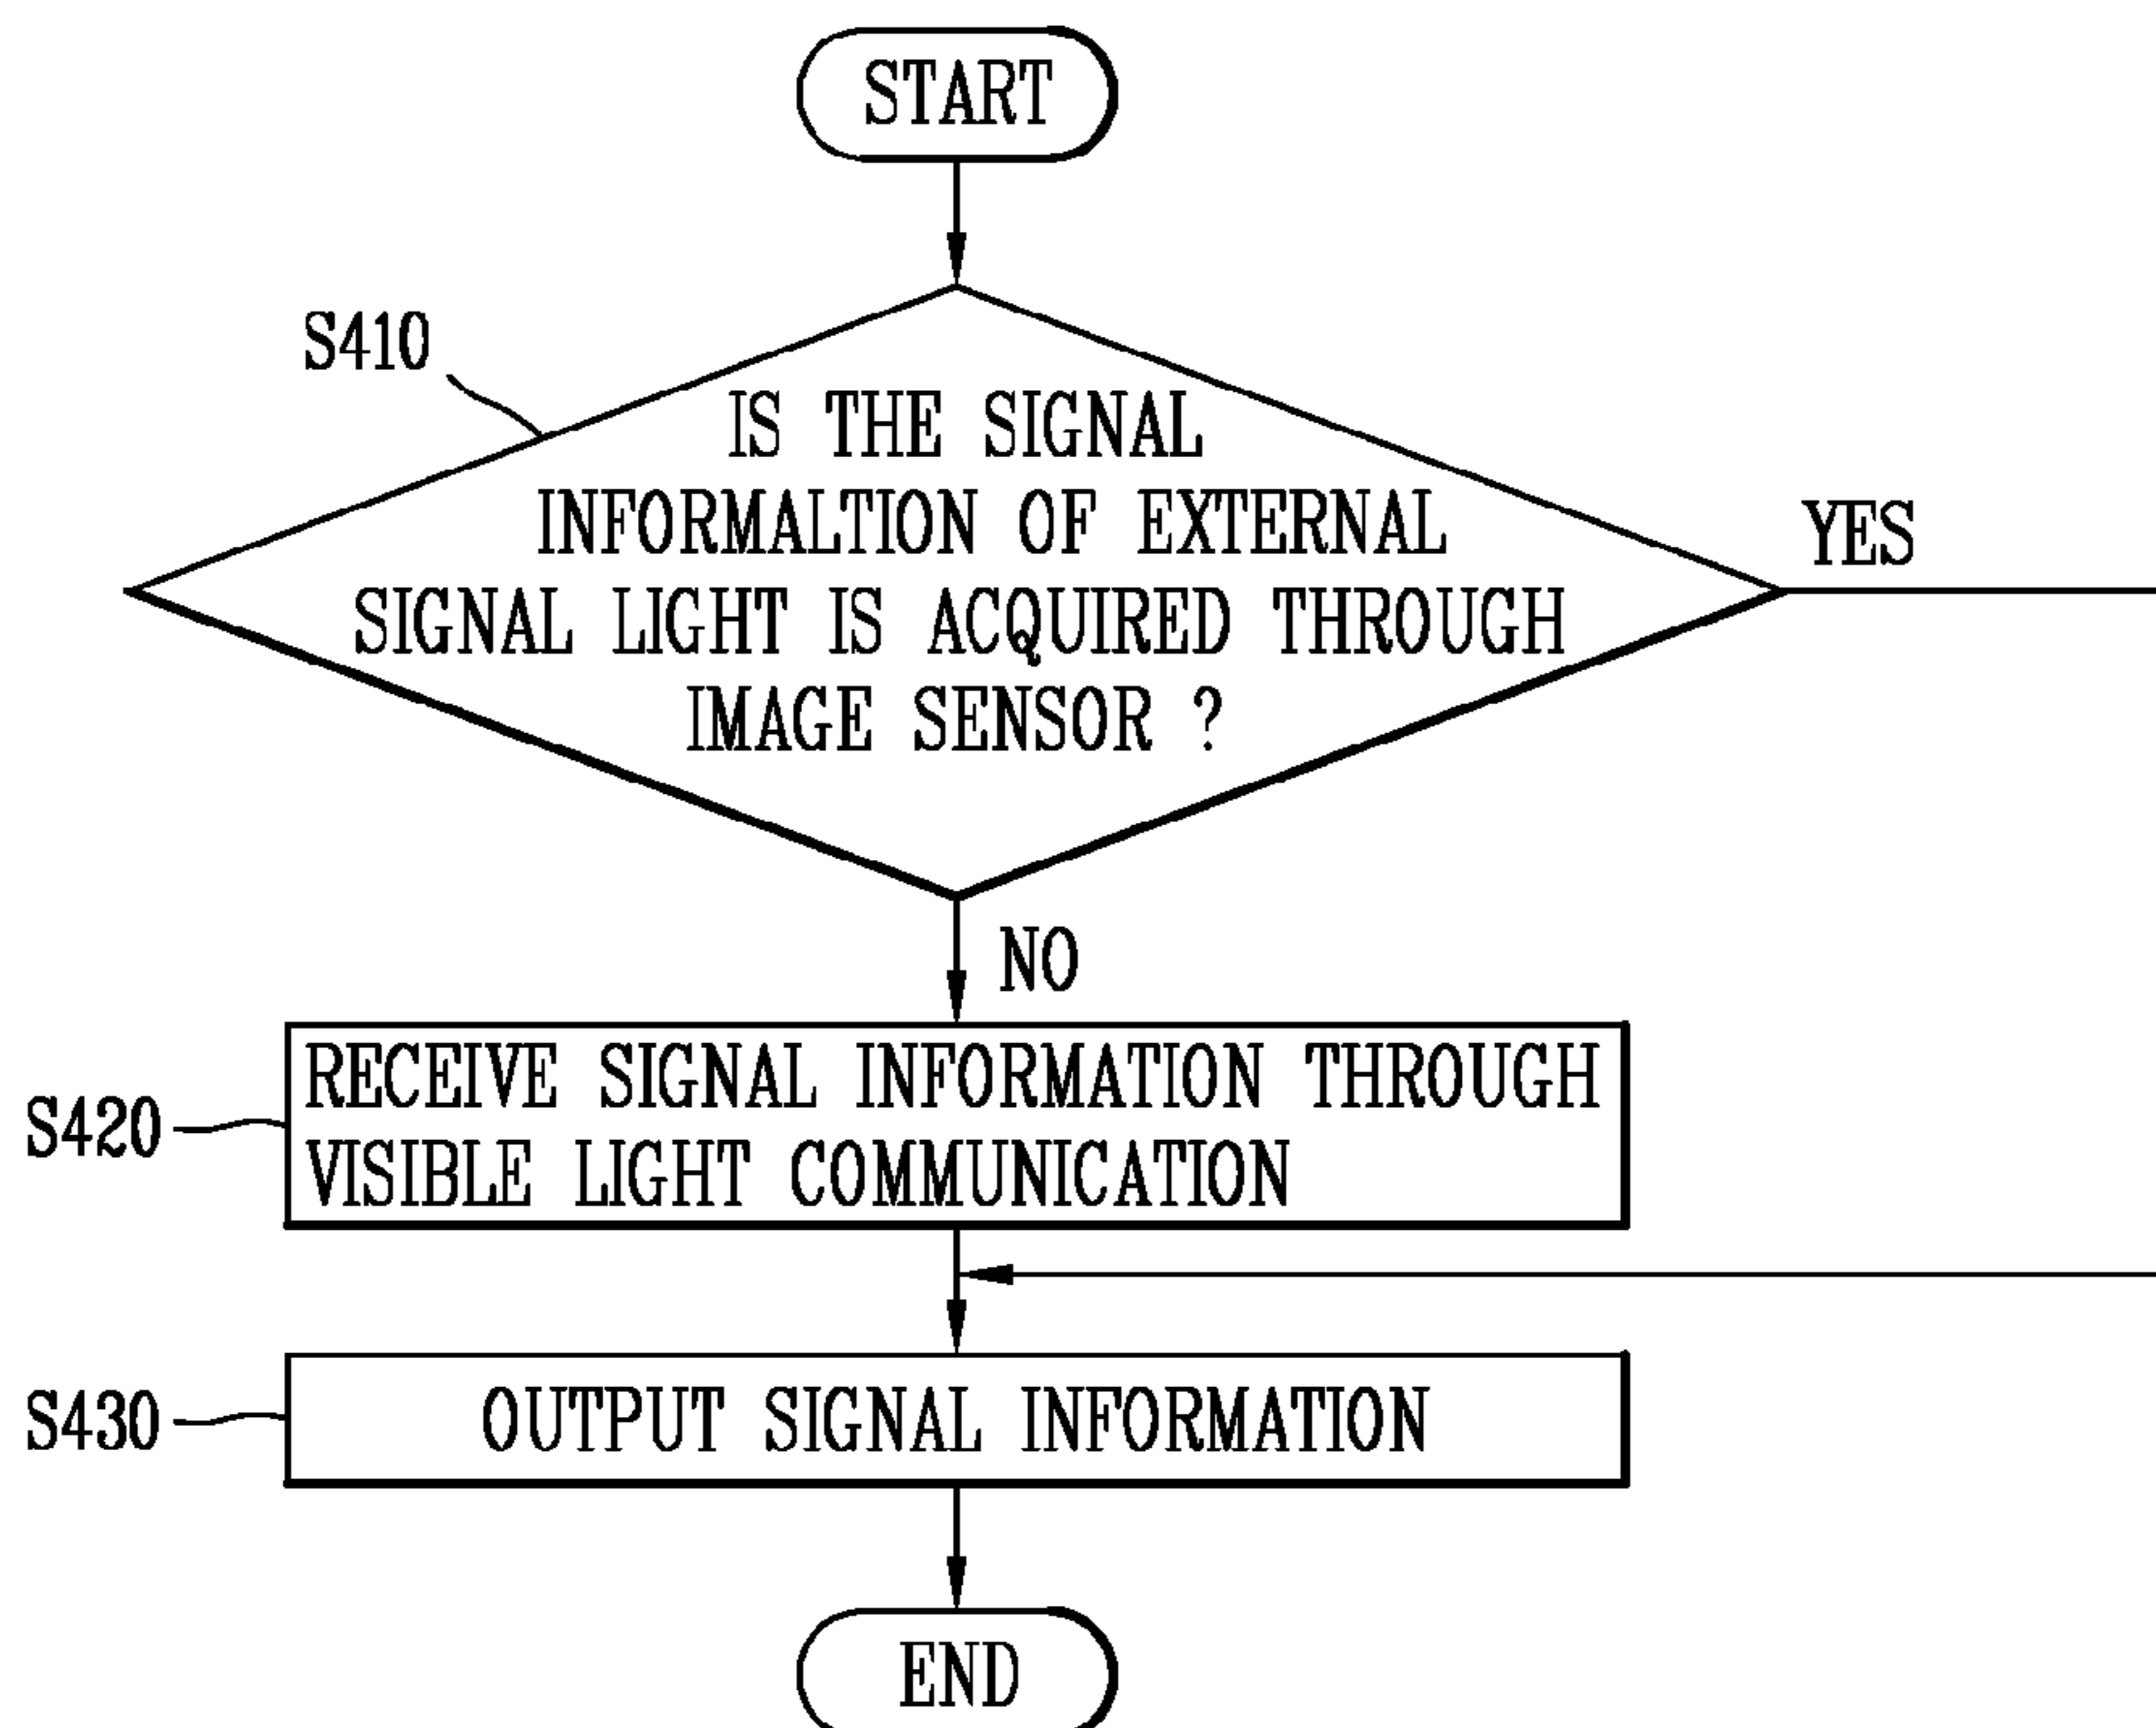 START
S410
IS THE SIGNAL
INFORMALTION OF EXTERNAL
SIGNAL LIGHT IS ACQUIRED THROUGH
IMAGE SENSOR ?
YES
NO
S420
RECEIVE SIGNAL INFORMATION THROUGH
VISIBLE LIGHT COMMUNICATION
S430
OUTPUT SIGNAL INFORMATION
END